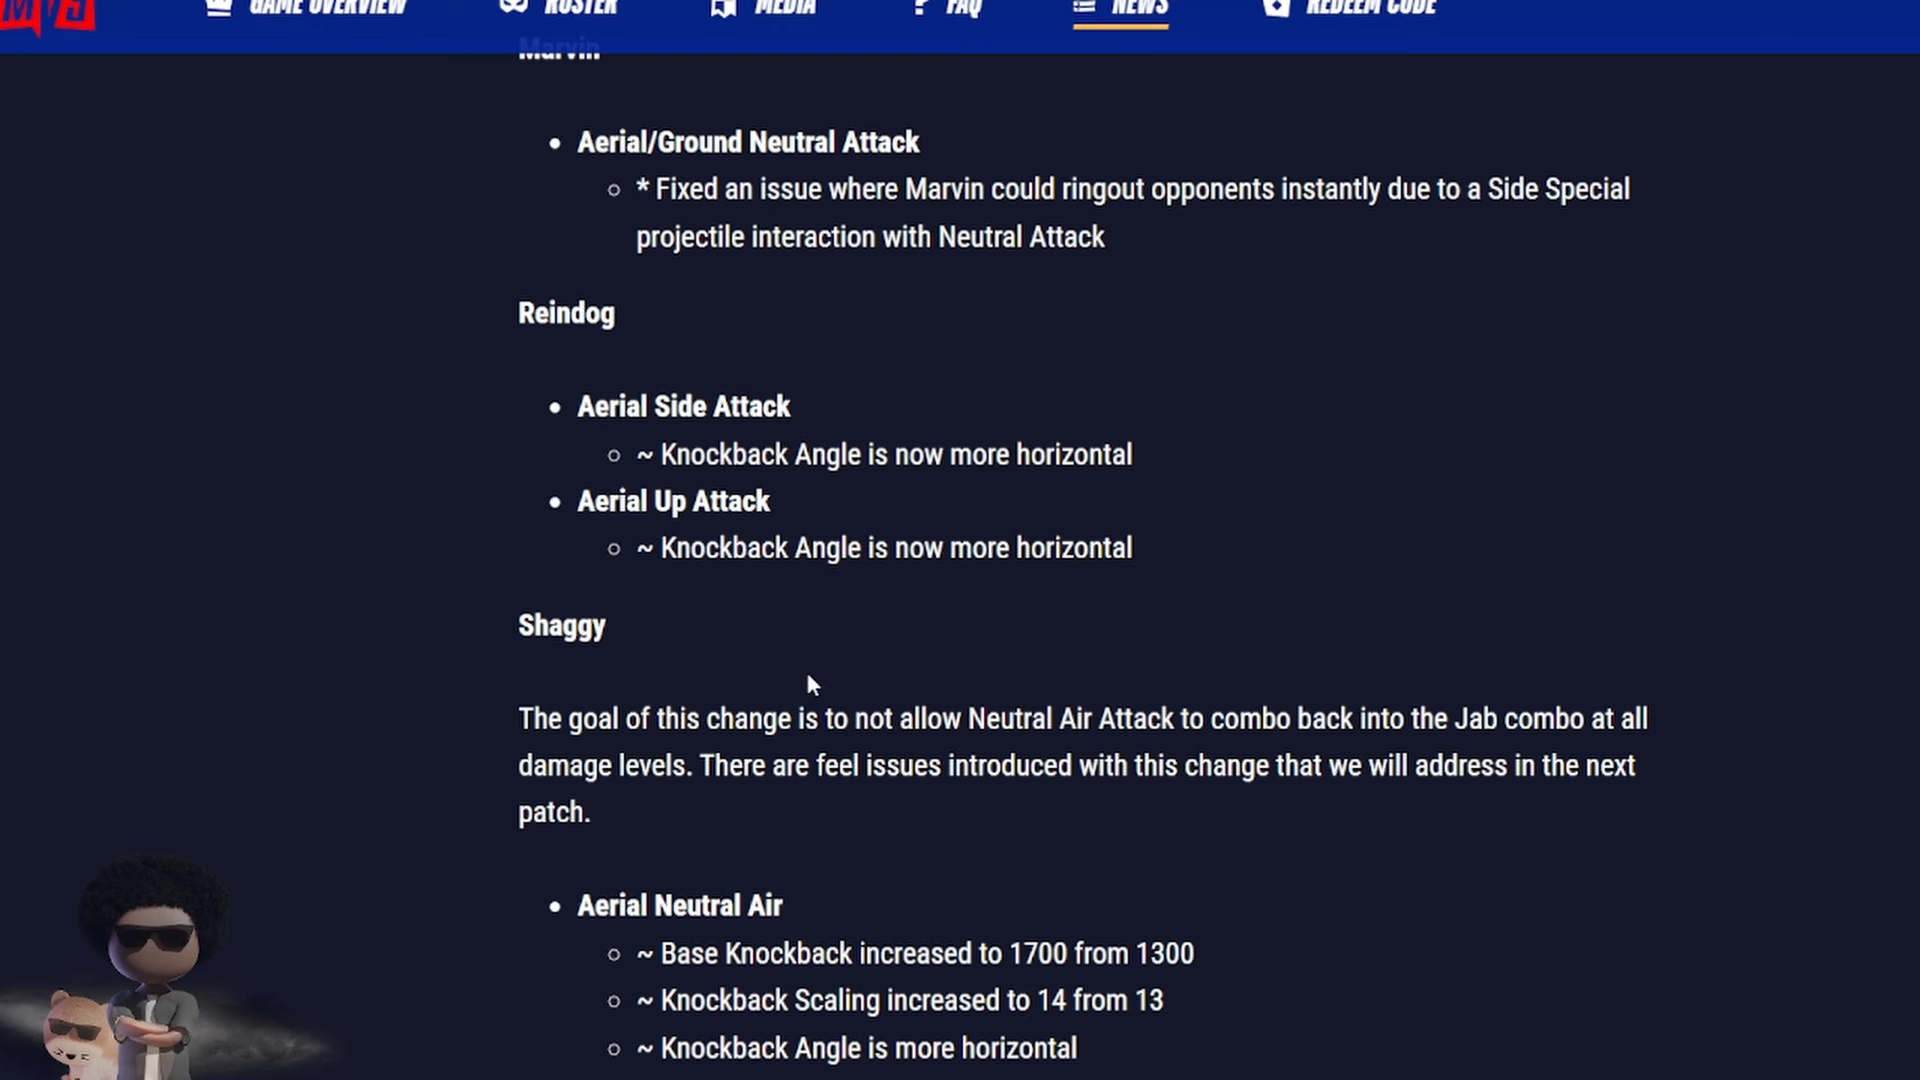 MVS
GAME OVERVIEW
ROSTER
MEDIA
FAQ
NEWS
REDEEM CODE
Marvin
• Aerial/Ground Neutral Attack
○ * Fixed an issue where Marvin could ringout opponents instantly due to a Side Special
projectile interaction with Neutral Attack
Reindog
• Aerial Side Attack
○ ~ Knockback Angle is now more horizontal
• Aerial Up Attack
○ ~ Knockback Angle is now more horizontal
Shaggy
The goal of this change is to not allow Neutral Air Attack to combo back into the Jab combo at all
damage levels. There are feel issues introduced with this change that we will address in the next
patch.
• Aerial Neutral Air
○ ~ Base Knockback increased to 1700 from 1300
○ ~ Knockback Scaling increased to 14 from 13
○ ~ Knockback Angle is more horizontal